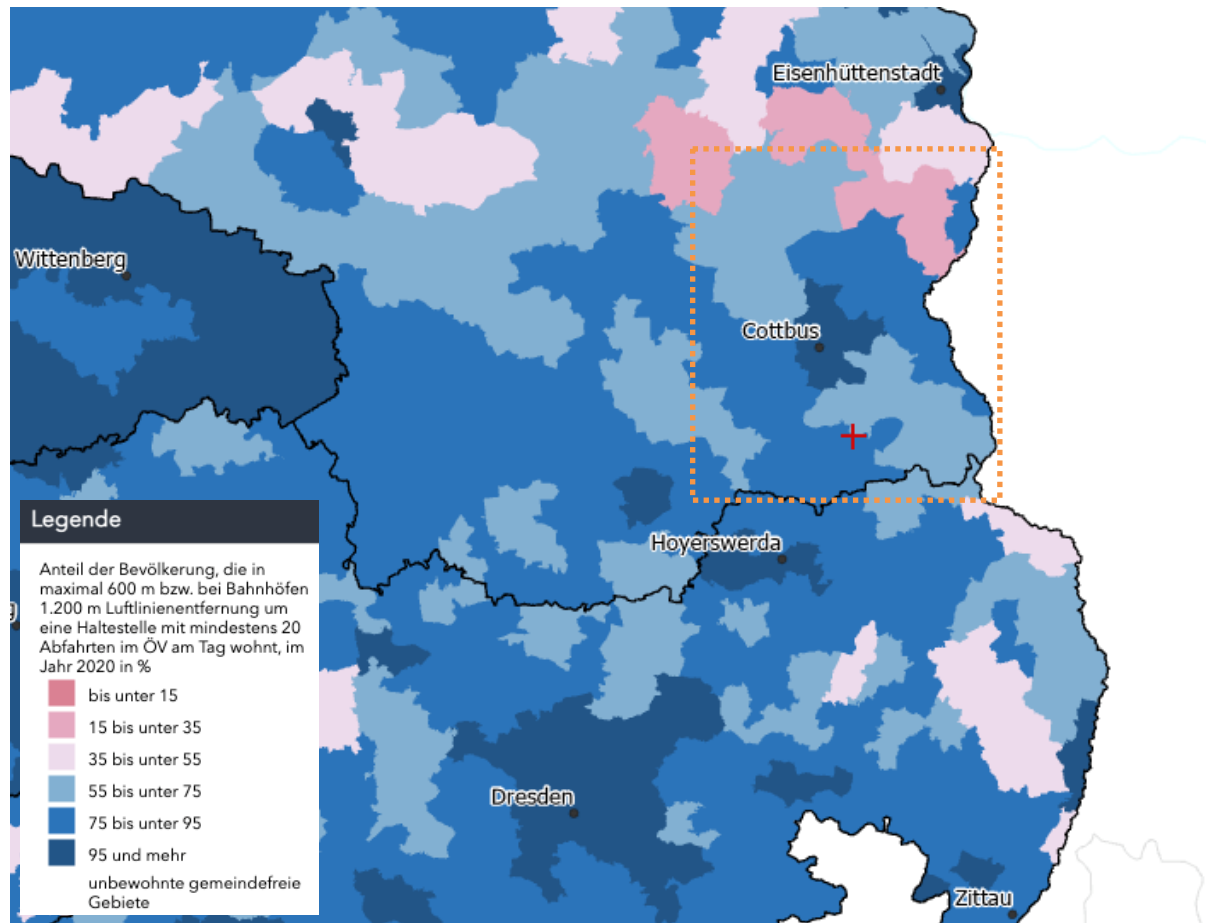 Eisenhüttenstadt
Wittenberg
Cottbus
Hoyerswerda
Dresden
Zittau
g
Legende
Anteil der Bevölkerung, die in
maximal 600 m bzw. bei Bahnhöfen
1.200 m Luftlinienentfernung um
eine Haltestelle mit mindestens 20
Abfahrten im ÖV am Tag wohnt, im
Jahr 2020 in %
bis unter 15
15 bis unter 35
35 bis unter 55
55 bis unter 75
75 bis unter 95
95 und mehr
unbewohnte gemeindefreie
Gebiete